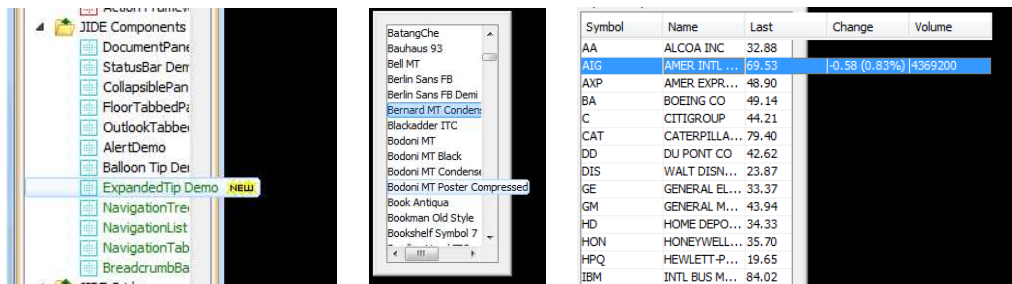 JIDE Components
DocumentPane
StatusBar Dem
CollapsiblePan
FloorTabbedPa
OutlookTabbe
AlertDemo
Balloon Tip De
ExpandedTip Demo NEW
NavigationTre
NavigationList
NavigationTab
BreadcrumbBa
BatangChe
Bauhaus 93
Bell MT
Berlin Sans FB
Berlin Sans FB Demi
Bernard MT Condens
Blackadder ITC
Bodoni MT
Bodoni MT Black
Bodoni MT Condense
Bodoni MT Poster Compressed
Book Antiqua
Bookman Old Style
Bookshelf Symbol 7
Symbol Name Last Change Volume
AA ALCOA INC 32.88
AIG AMER INTL ... 69.53 -0.58 (0.83%) 4369200
AXP AMER EXPR... 48.90
BA BOEING CO 49.14
C CITIGROUP 44.21
CAT CATERPILLA... 79.40
DD DU PONT CO 42.62
DIS WALT DISN... 23.87
GE GENERAL EL... 33.37
GM GENERAL M... 43.94
HD HOME DEPO... 34.33
HON HONEYWELL... 35.70
HPQ HEWLETT-P... 19.65
IBM INTL BUS M... 84.02